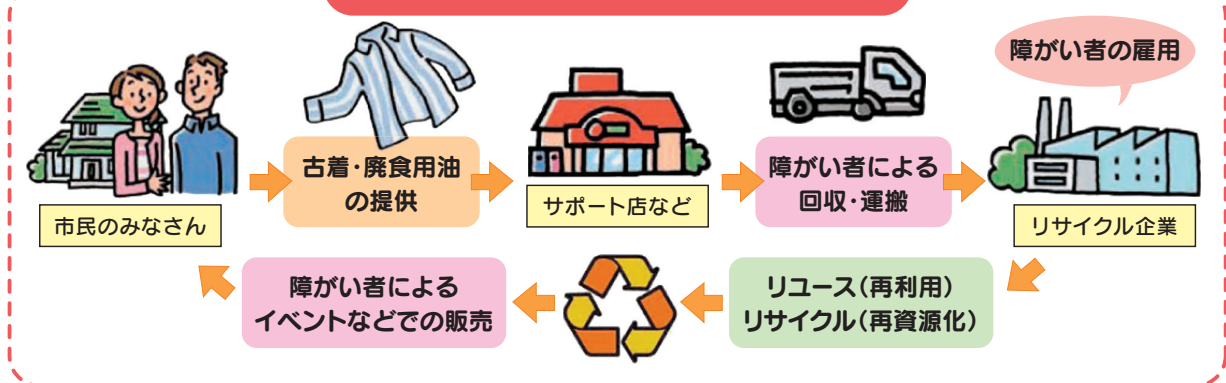 障がい者の雇用
古着・廃食用油
の提供
障がい者による
回収・運搬
市民のみなさん
サポート店など
リサイクル企業
障がい者による
イベントなどでの販売
リユース（再利用）
リサイクル（再資源化）